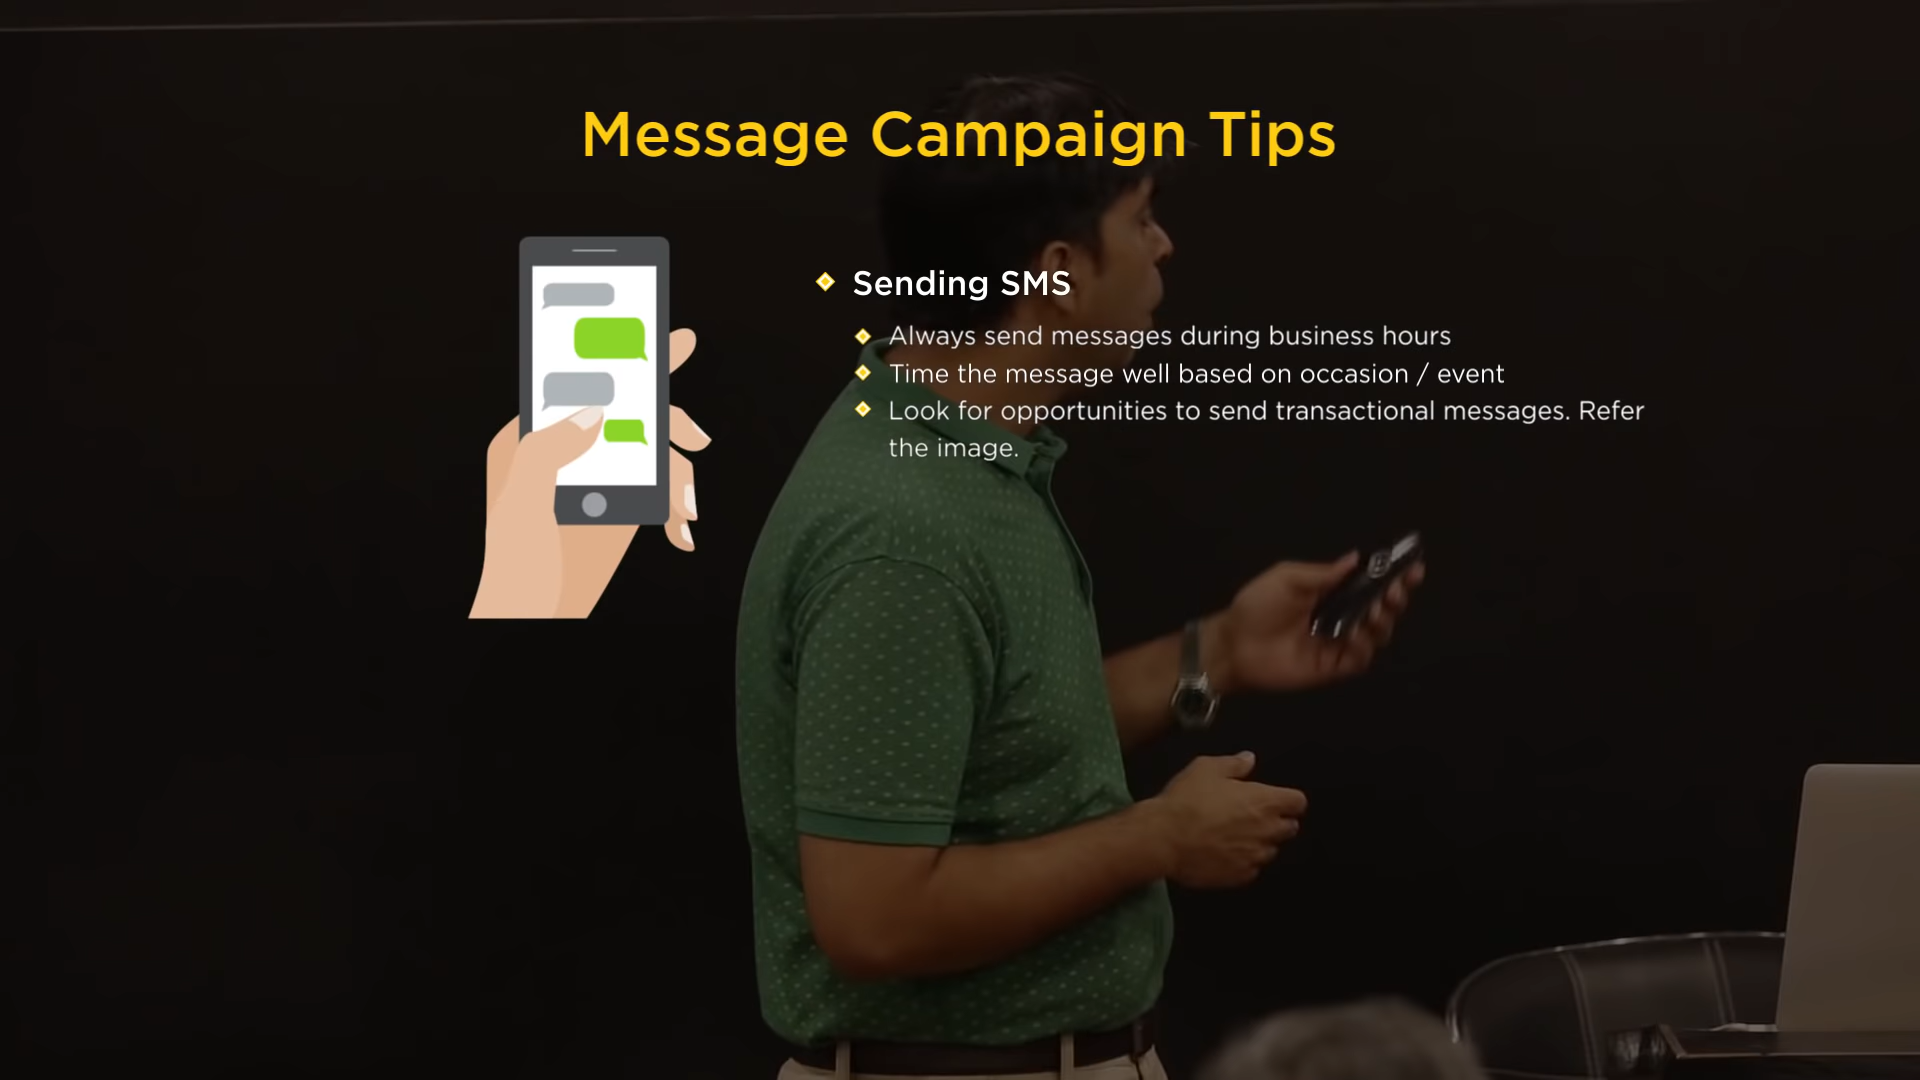 Message Campaign Tips
Sending SMS
Always send messages during business hours
Time the message well based on occasion / event
Look for opportunities to send transactional messages. Refer
the image.